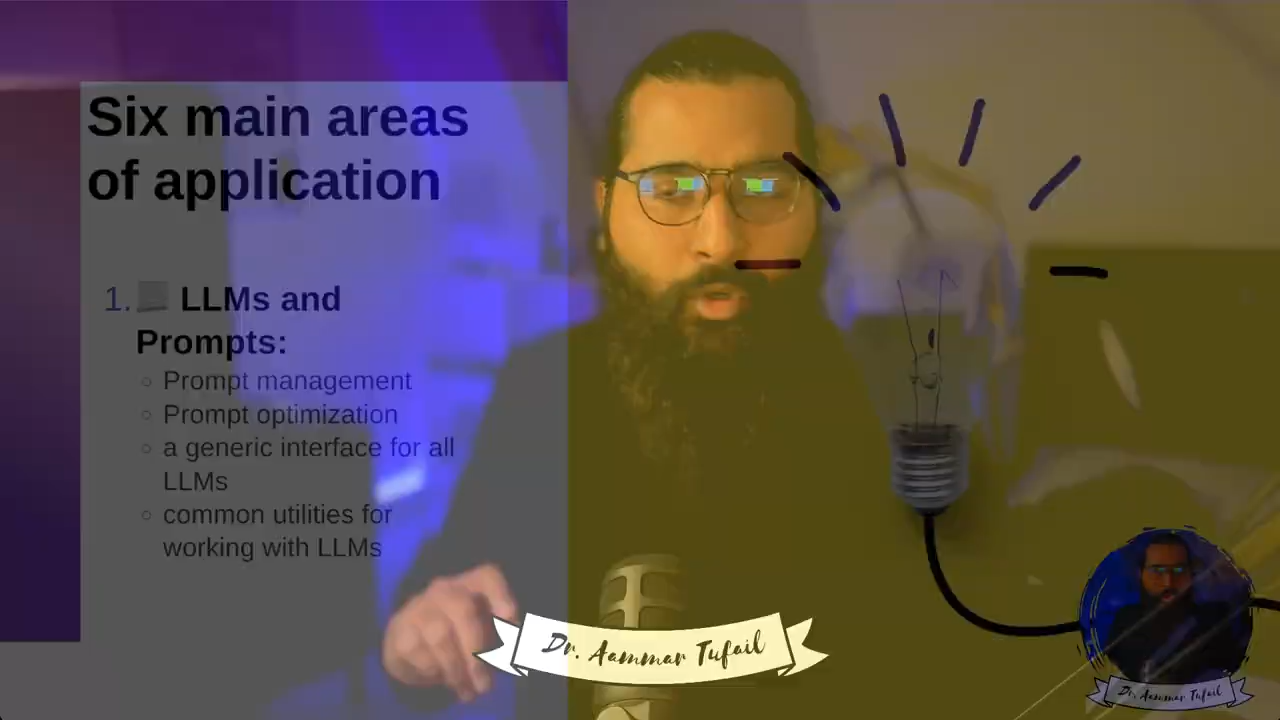 Six main areas
of application
1. LLMs and
Prompts:
○ Prompt management
○ Prompt optimization
○ a generic interface for all
LLMs
○ common utilities for
working with LLMs
Dr. Aammar Tufail
Dr. Aammar Tufail